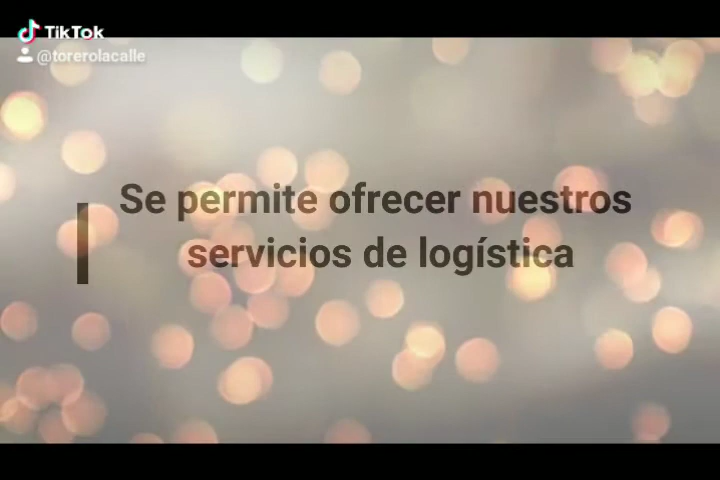 TikTok
@torerolacalle
Se permite ofrecer nuestros
servicios de logística